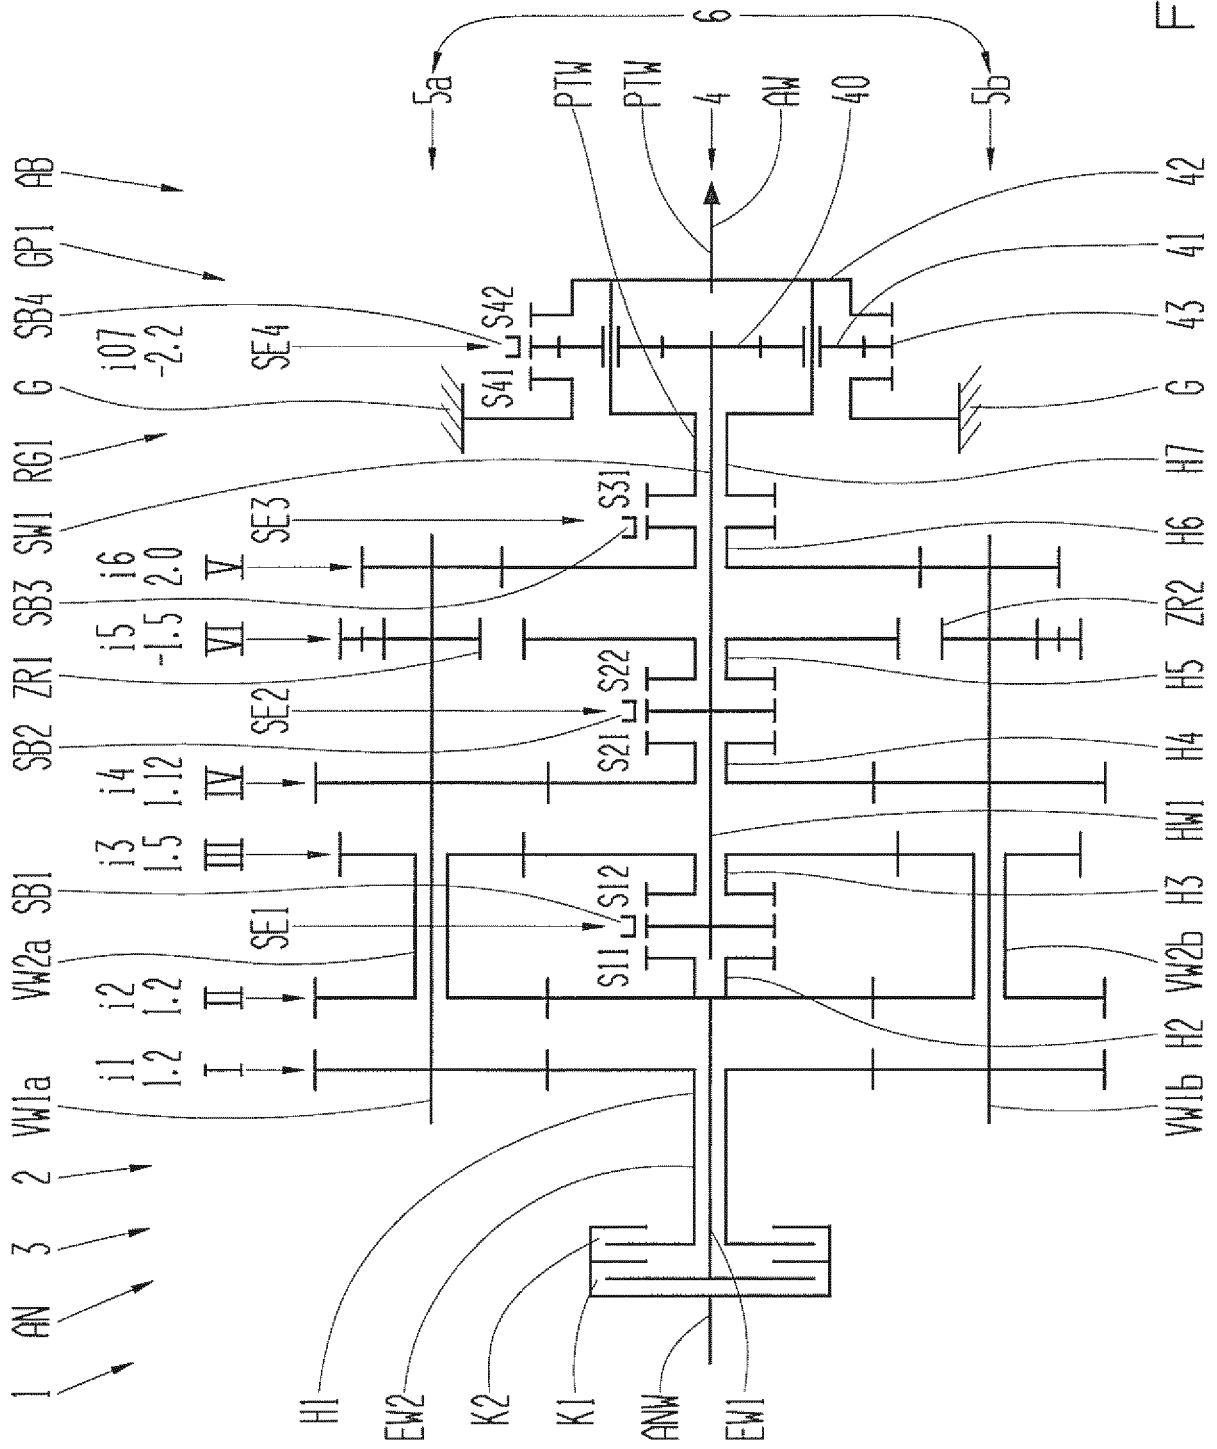 1 AN 3 2 VW1a VW2a SB1 SB2 ZR1 SB3 SW1 RG1 G SB4 GP1 AB
i1 i2 i3 i4 i5 i6 i07
1.2 1.2 1.5 1.12 -1.5 2.0 -2.2
I II III IV VI V
SE1 SE2 SE3 SE4
H1
EW2 5a
K2 S41 S42
K1 PTW
S11 S12 S21 S22 S31
ANW PTW
4 6
EW1 AW
40
5b
VW1b H2 VW2b H3 HW1 H4 H5 ZR2 H6 H7 G 43 41 42
F